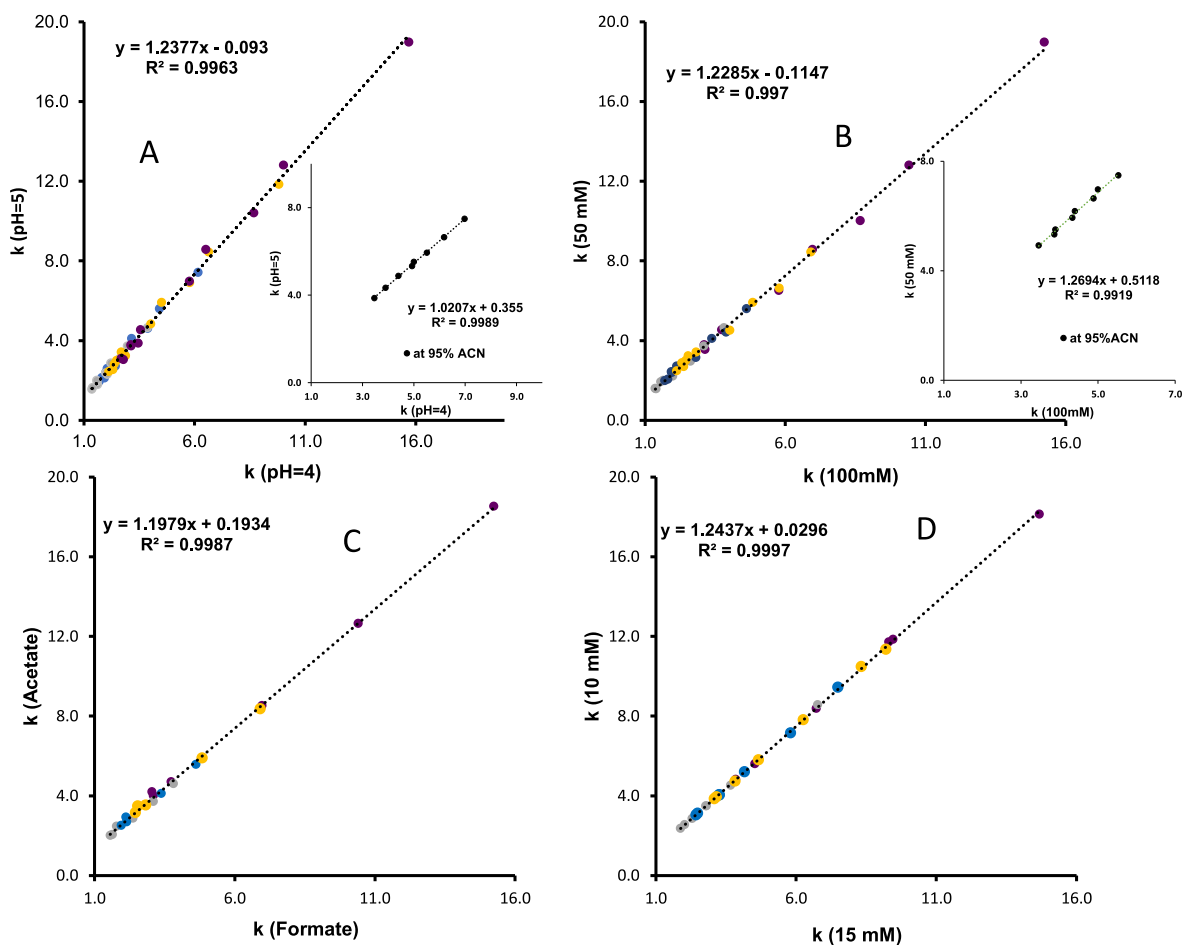 20.0
16.0
12.0
8.0
4.0
0.0
1.0 6.0 11.0 16.0
k (pH=5)
k (pH=4)
y = 1.2377x - 0.093
R² = 0.9963
A
8.0
4.0
0.0
1.0 3.0 5.0 7.0 9.0
k (pH=5)
k (pH=4)
y = 1.0207x + 0.355
R² = 0.9989
at 95% ACN
20.0
16.0
12.0
8.0
4.0
0.0
1.0 6.0 11.0 16.0
k (50 mM)
k (100mM)
y = 1.2285x - 0.1147
R² = 0.997
B
8.0
4.0
0.0
1.0 3.0 5.0 7.0
k (50 mM)
k (100mM)
y = 1.2694x + 0.5118
R² = 0.9919
at 95%ACN
20.0
16.0
12.0
8.0
4.0
0.0
1.0 6.0 11.0 16.0
k (Acetate)
k (Formate)
y = 1.1979x + 0.1934
R² = 0.9987
C
20.0
16.0
12.0
8.0
4.0
0.0
1.0 6.0 11.0 16.0
k (10 mM)
k (15 mM)
y = 1.2437x + 0.0296
R² = 0.9997
D